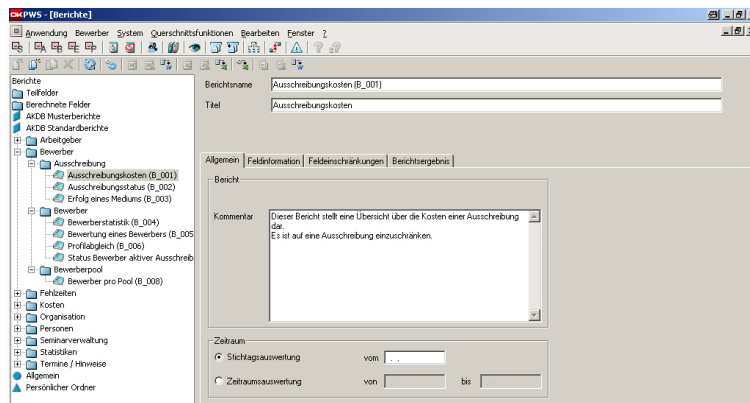 OKPWS - [Berichte]
Anwendung Bewerber System Querschnittsfunktionen Bearbeiten Fenster ?
Berichte
Teilfelder
Berechnete Felder
AKDB Musterberichte
AKDB Standardberichte
Arbeitgeber
Bewerber
Ausschreibung
Ausschreibungskosten (B_001)
Ausschreibungsstatus (B_002)
Erfolg eines Mediums (B_003)
Bewerber
Bewerberstatistik (B_004)
Bewertung eines Bewerbers (B_005
Profilabgleich (B_006)
Status Bewerber aktiver Ausschreib
Bewerberpool
Bewerber pro Pool (B_008)
Fehlzeiten
Kosten
Organisation
Personen
Seminarverwaltung
Statistiken
Termine / Hinweise
Allgemein
Persönlicher Ordner
Berichtsname Ausschreibungskosten (B_001)
Titel Ausschreibungskosten
Allgemein Feldinformation Feldeinschränkungen Berichtsergebnis
Bericht
Kommentar Dieser Bericht stellt eine Übersicht über die Kosten einer Ausschreibung
dar.
Es ist auf eine Ausschreibung einzuschränken.
Zeitraum
Stichtagsauswertung vom . .
Zeitraumsauswertung von . . bis . .